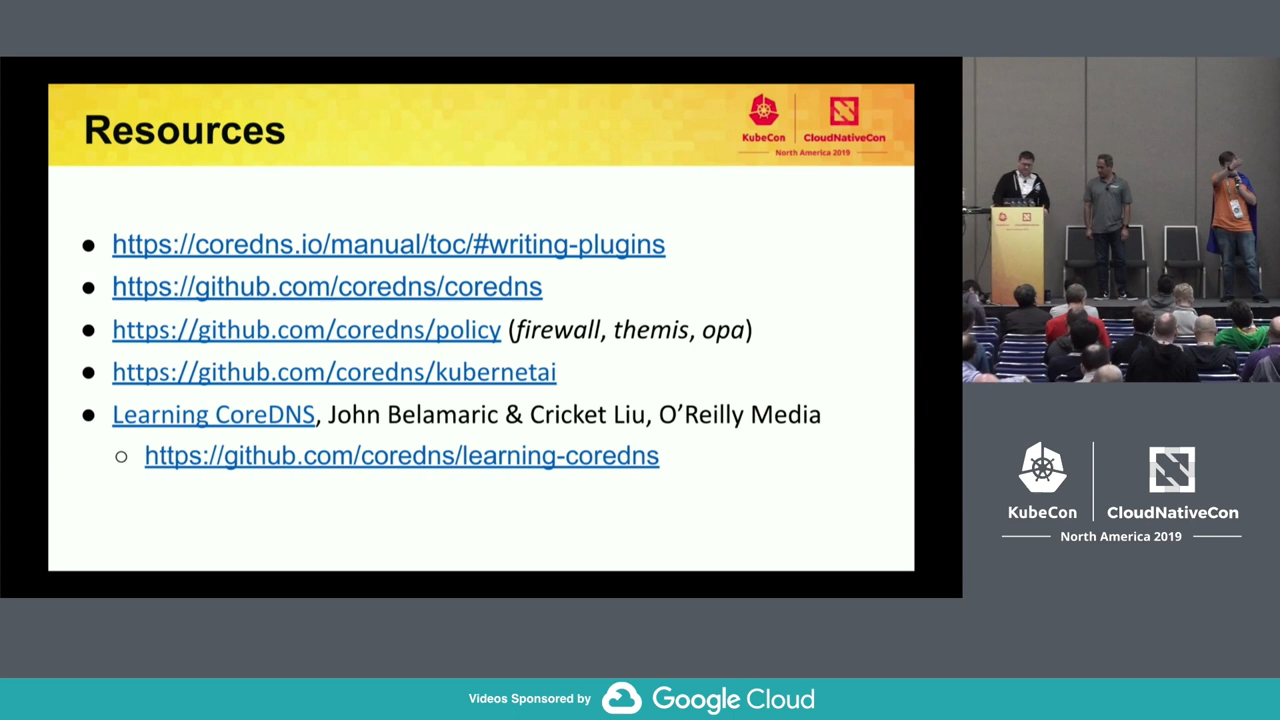 Resources
KubeCon
CloudNativeCon
North America 2019
https://coredns.io/manual/toc/#writing-plugins
https://github.com/coredns/coredns
https://github.com/coredns/policy (firewall, themis, opa)
https://github.com/coredns/kubernetai
Learning CoreDNS, John Belamaric & Cricket Liu, O’Reilly Media
https://github.com/coredns/learning-coredns
KubeCon
CloudNativeCon
North America 2019
Videos Sponsored by Google Cloud